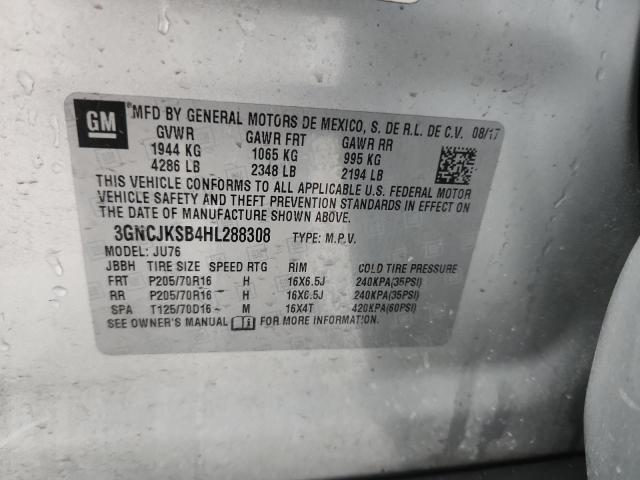 GM ® MFD BY GENERAL MOTORS DE MEXICO, S. DE R.L. DE C.V. 08/17
GVWR GAWR FRT GAWR RR
1944 KG 1065 KG 995 KG
4286 LB 2348 LB 2194 LB
THIS VEHICLE CONFORMS TO ALL APPLICABLE U.S. FEDERAL MOTOR
VEHICLE SAFETY AND THEFT PREVENTION STANDARDS IN EFFECT ON
THE DATE OF MANUFACTURE SHOWN ABOVE.
3GNCJKSB4HL288308 TYPE: M.P.V.
MODEL: JU76
JBBH TIRE SIZE SPEED RTG RIM COLD TIRE PRESSURE
FRT P205/70R16 H 16X6.5J 240KPA(35PSI)
RR P205/70R16 H 16X6.5J 240KPA(35PSI)
SPA T125/70D16 M 16X4T 420KPA(60PSI)
SEE OWNER'S MANUAL FOR MORE INFORMATION.